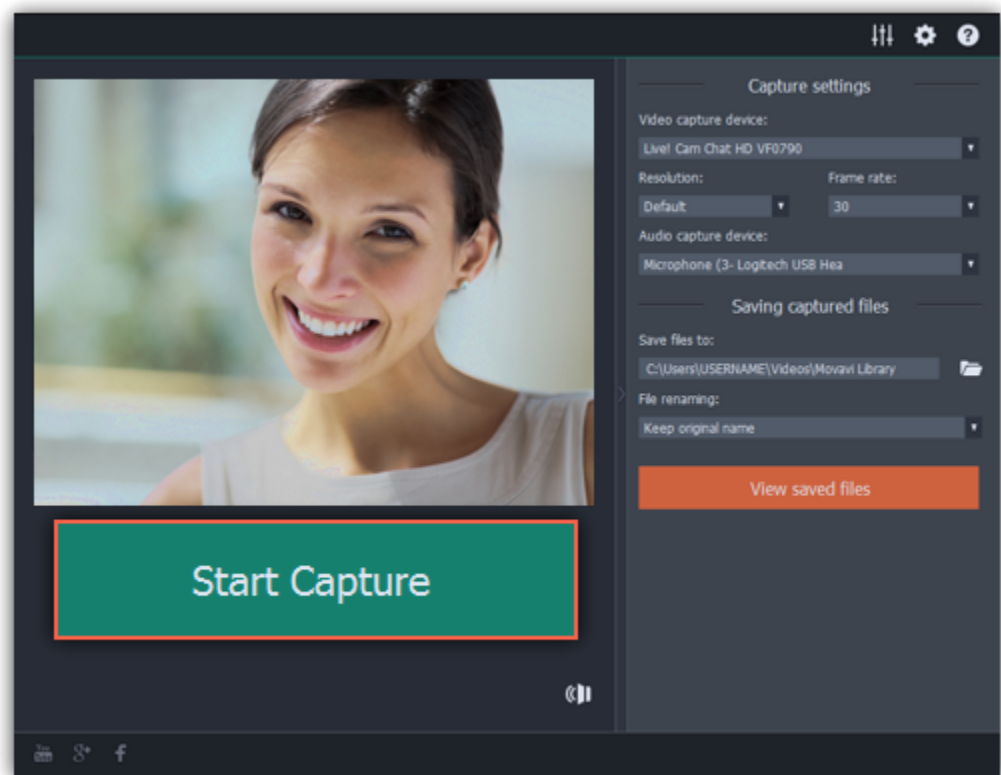 Capture settings
Video capture device:
Live! Cam Chat HD VF0790
Resolution: Frame rate:
Default 30
Audio capture device:
Microphone (3- Logitech USB Hea
Saving captured files
Save files to:
C:\Users\USERNAME\Videos\Movavi Library
File renaming:
Keep original name
View saved files
Start Capture